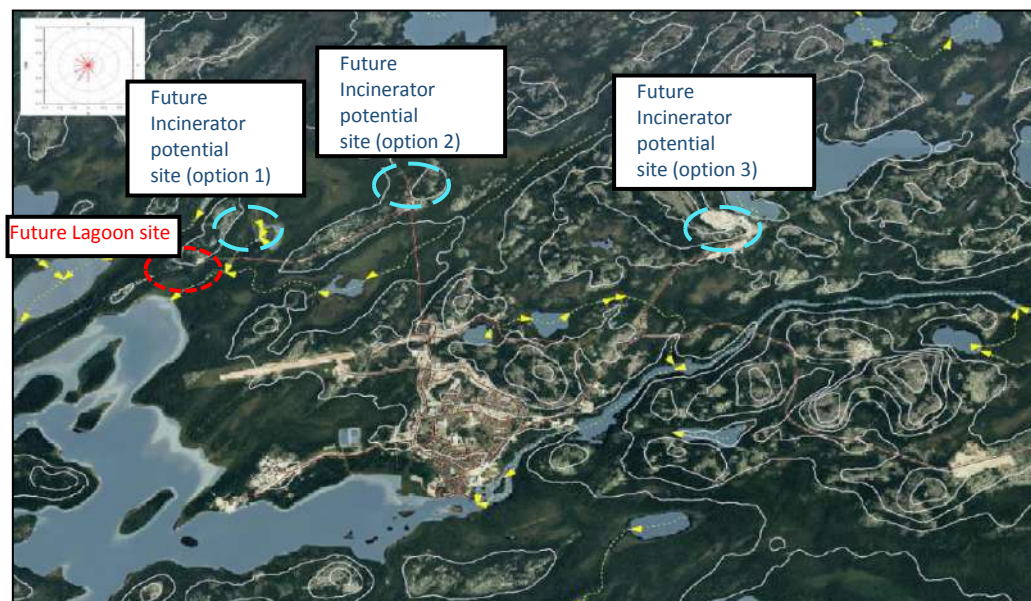 Future
Incinerator
potential
site (option 1)
Future
Incinerator
potential
site (option 2)
Future
Incinerator
potential
site (option 3)
Future Lagoon site